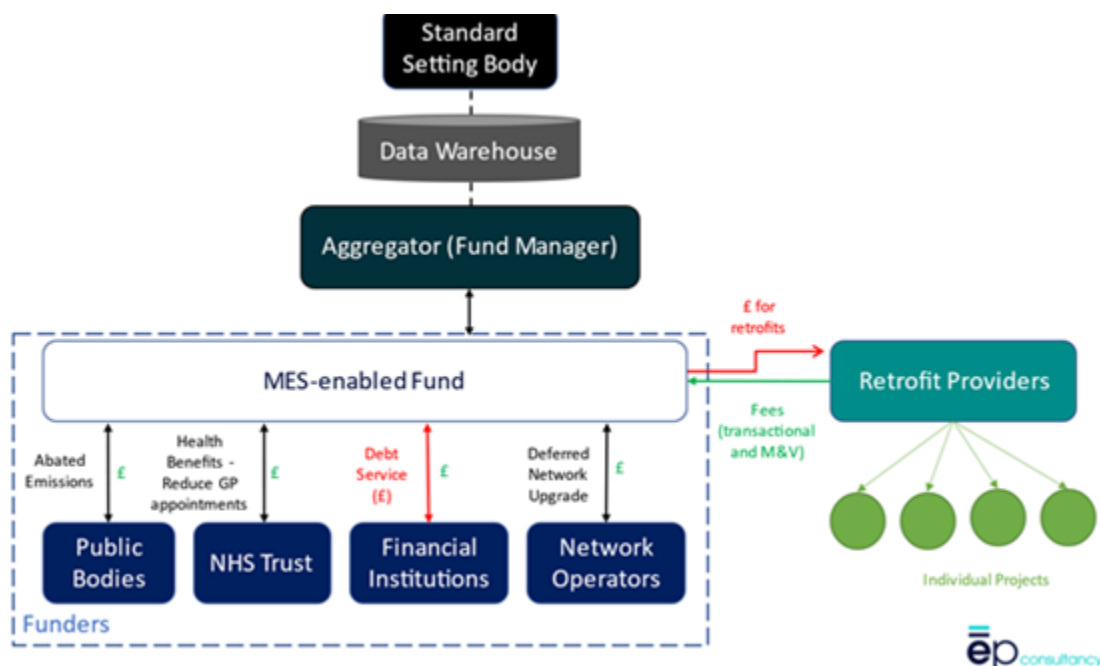 Standard
Setting Body
Data Warehouse
Aggregator (Fund Manager)
£ for
retrofits
MES-enabled Fund
Retrofit Providers
Fees
(transactional
and M&V)
Abated
Emissions
£
Health
Benefits -
Reduce GP
appointments
£
Debt
Service
(£)
£
Deferred
Network
Upgrade
£
Public
Bodies
NHS Trust
Financial
Institutions
Network
Operators
Individual Projects
Funders
ēp consultancy